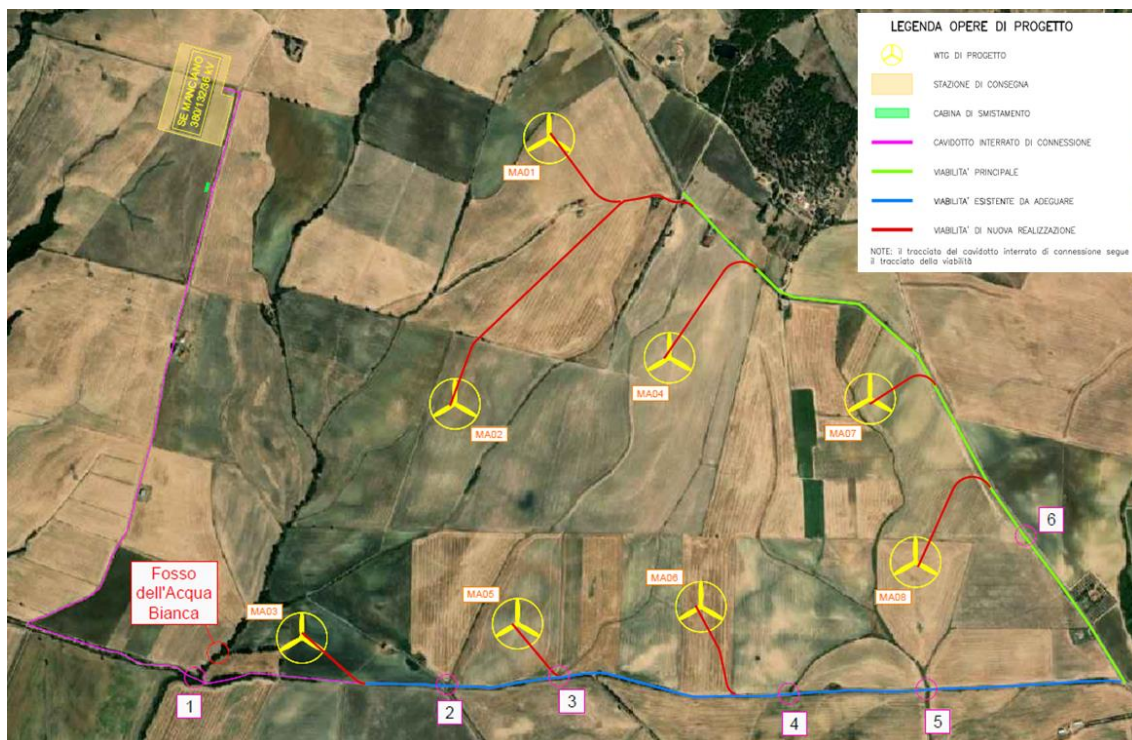 LEGENDA OPERE DI PROGETTO
WTG DI PROGETTO
STAZIONE DI CONSEGNA
CABINA DI SMISTAMENTO
CAVIDOTTO INTERRATO DI CONNESSIONE
VIABILITA' PRINCIPALE
VIABILITA' ESISTENTE DA ADEGUARE
VIABILITA' DI NUOVA REALIZZAZIONE
NOTE: il tracciato del cavidotto interrato di connessione segue
il tracciato della viabilità
SE MANCIANO
380/132/36 kV
MA01
MA02
MA04
MA07
MA08
6
Fosso
dell'Acqua
Bianca
MA03
MA05
MA06
1
2
3
4
5